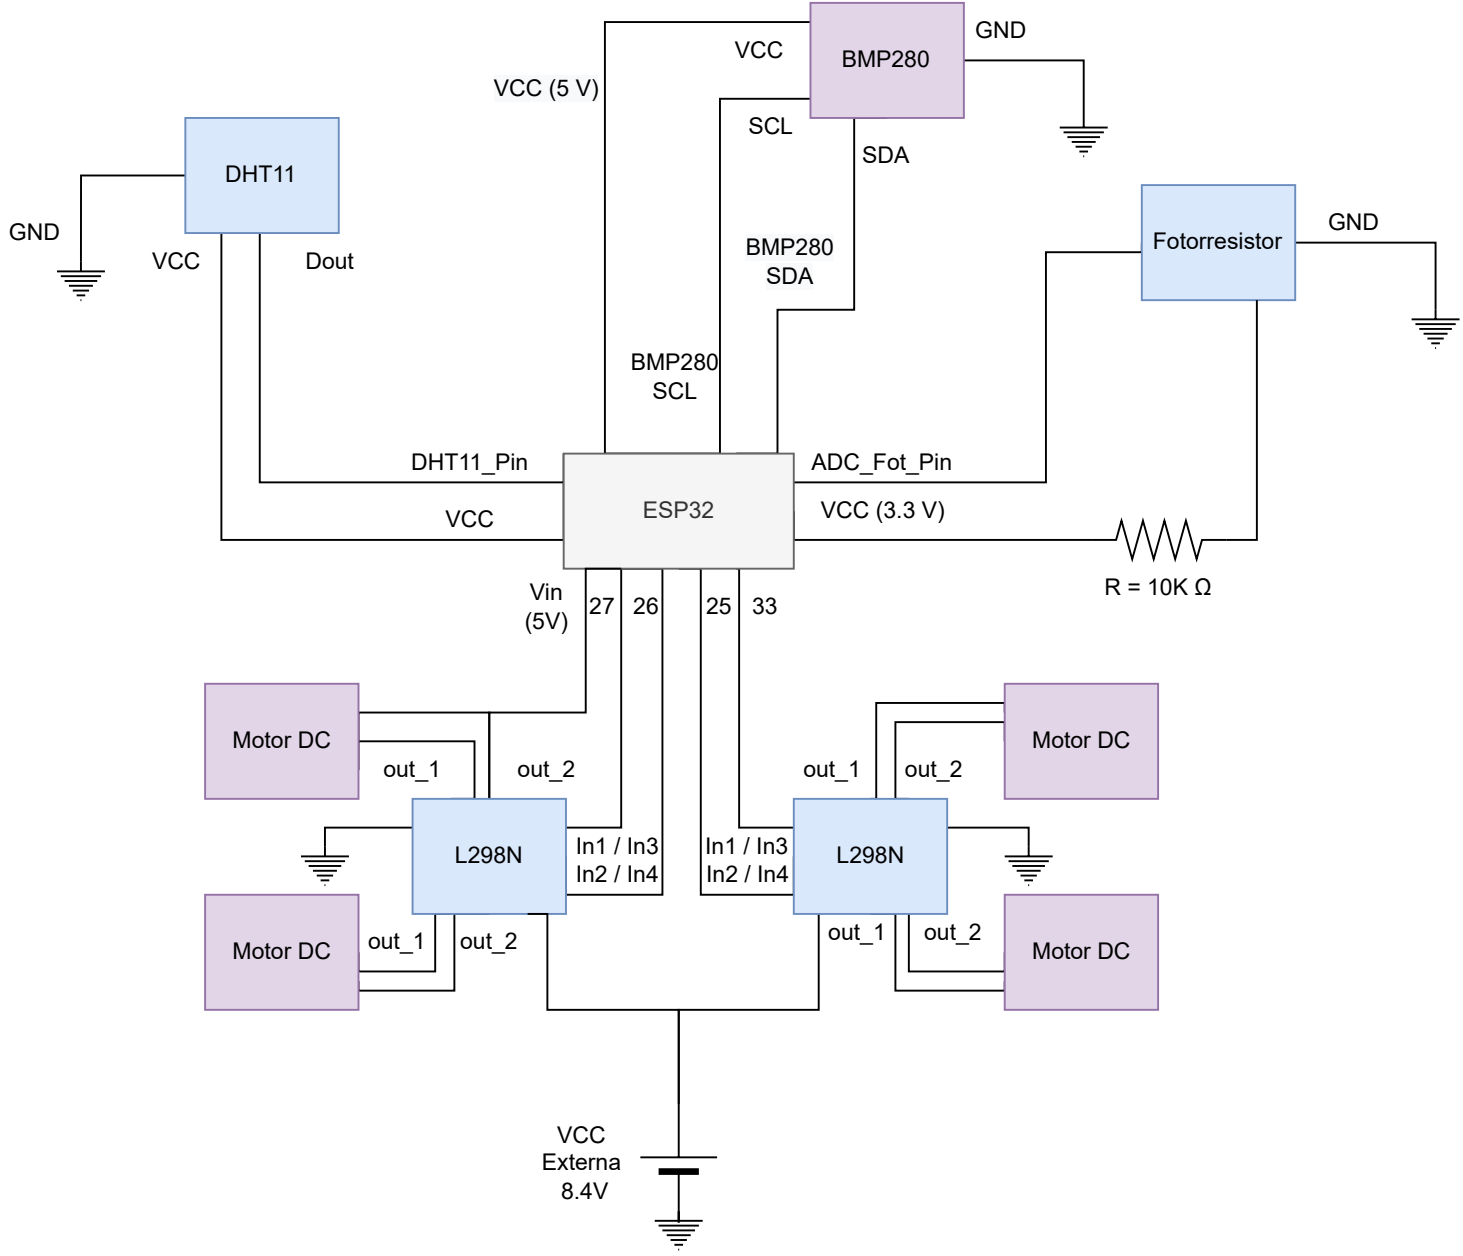 BMP280
GND
VCC
VCC (5 V)
SCL
SDA
DHT11
GND
VCC
Dout
BMP280
SDA
Fotorresistor
GND
BMP280
SCL
DHT11_Pin
ADC_Fot_Pin
ESP32
VCC
VCC (3.3 V)
R = 10K Ω
Vin
(5V)
27
26
25
33
Motor DC
out_1
out_2
out_1
out_2
Motor DC
L298N
In1 / In3
In2 / In4
In1 / In3
In2 / In4
L298N
Motor DC
out_1
out_2
out_1
out_2
Motor DC
VCC
Externa
8.4V